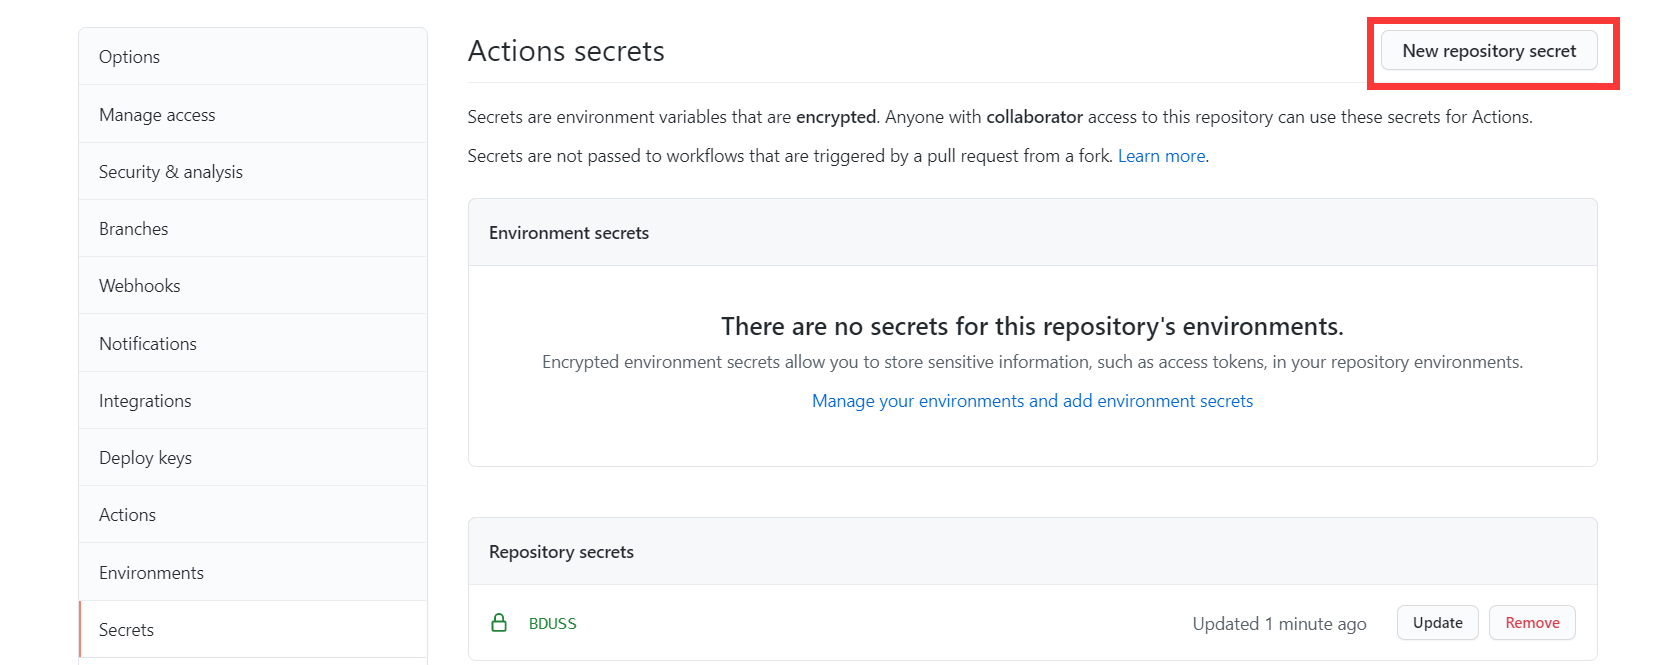 Options
Manage access
Security & analysis
Branches
Webhooks
Notifications
Integrations
Deploy keys
Actions
Environments
Secrets
Actions secrets
New repository secret
Secrets are environment variables that are encrypted. Anyone with collaborator access to this repository can use these secrets for Actions.
Secrets are not passed to workflows that are triggered by a pull request from a fork. Learn more.
Environment secrets
There are no secrets for this repository's environments.
Encrypted environment secrets allow you to store sensitive information, such as access tokens, in your repository environments.
Manage your environments and add environment secrets
Repository secrets
BDUSS
Updated 1 minute ago
Update
Remove